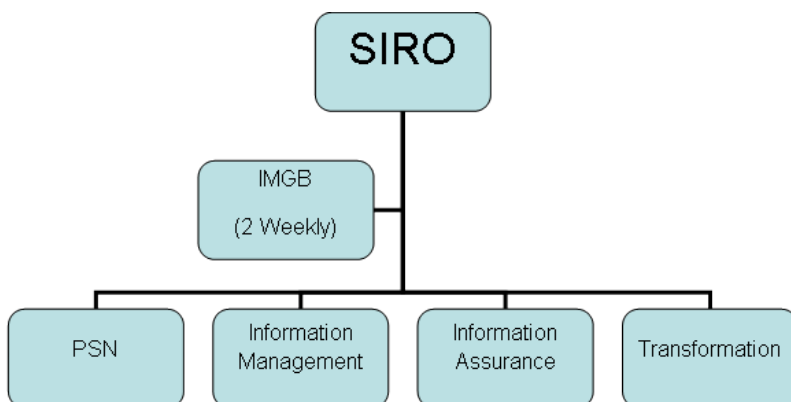 SIRO
IMGB
(2 Weekly)
PSN
Information
Management
Information
Assurance
Transformation